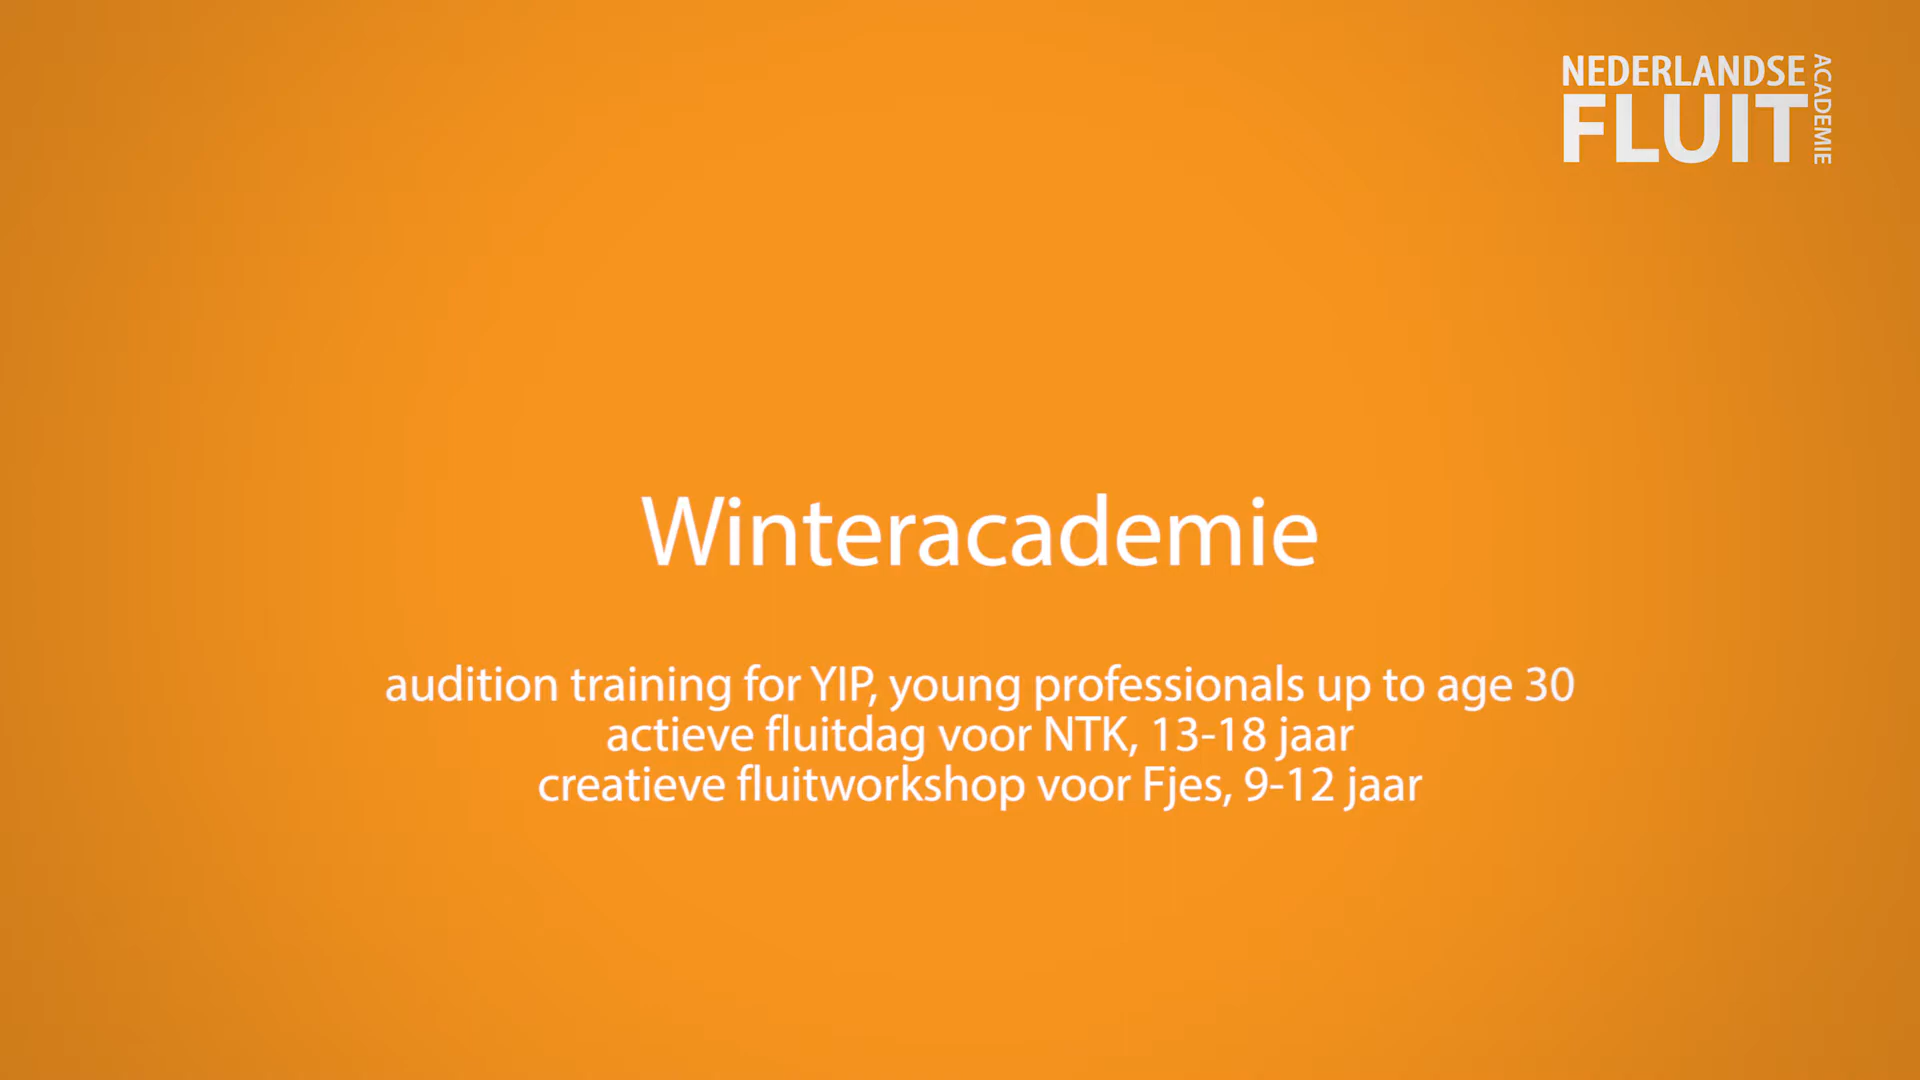 NEDERLANDSE
FLUIT
ACADEMIE
Winteracademie
audition training for YIP, young professionals up to age 30
actieve fluitdag voor NTK, 13-18 jaar
creatieve fluitworkshop voor Fjes, 9-12 jaar